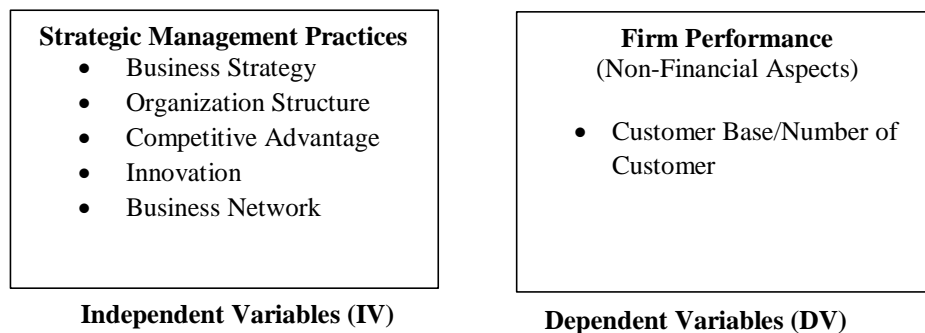 Strategic Management Practices
• Business Strategy
• Organization Structure
• Competitive Advantage
• Innovation
• Business Network
Independent Variables (IV)
Firm Performance
(Non-Financial Aspects)
• Customer Base/Number of
Customer
Dependent Variables (DV)